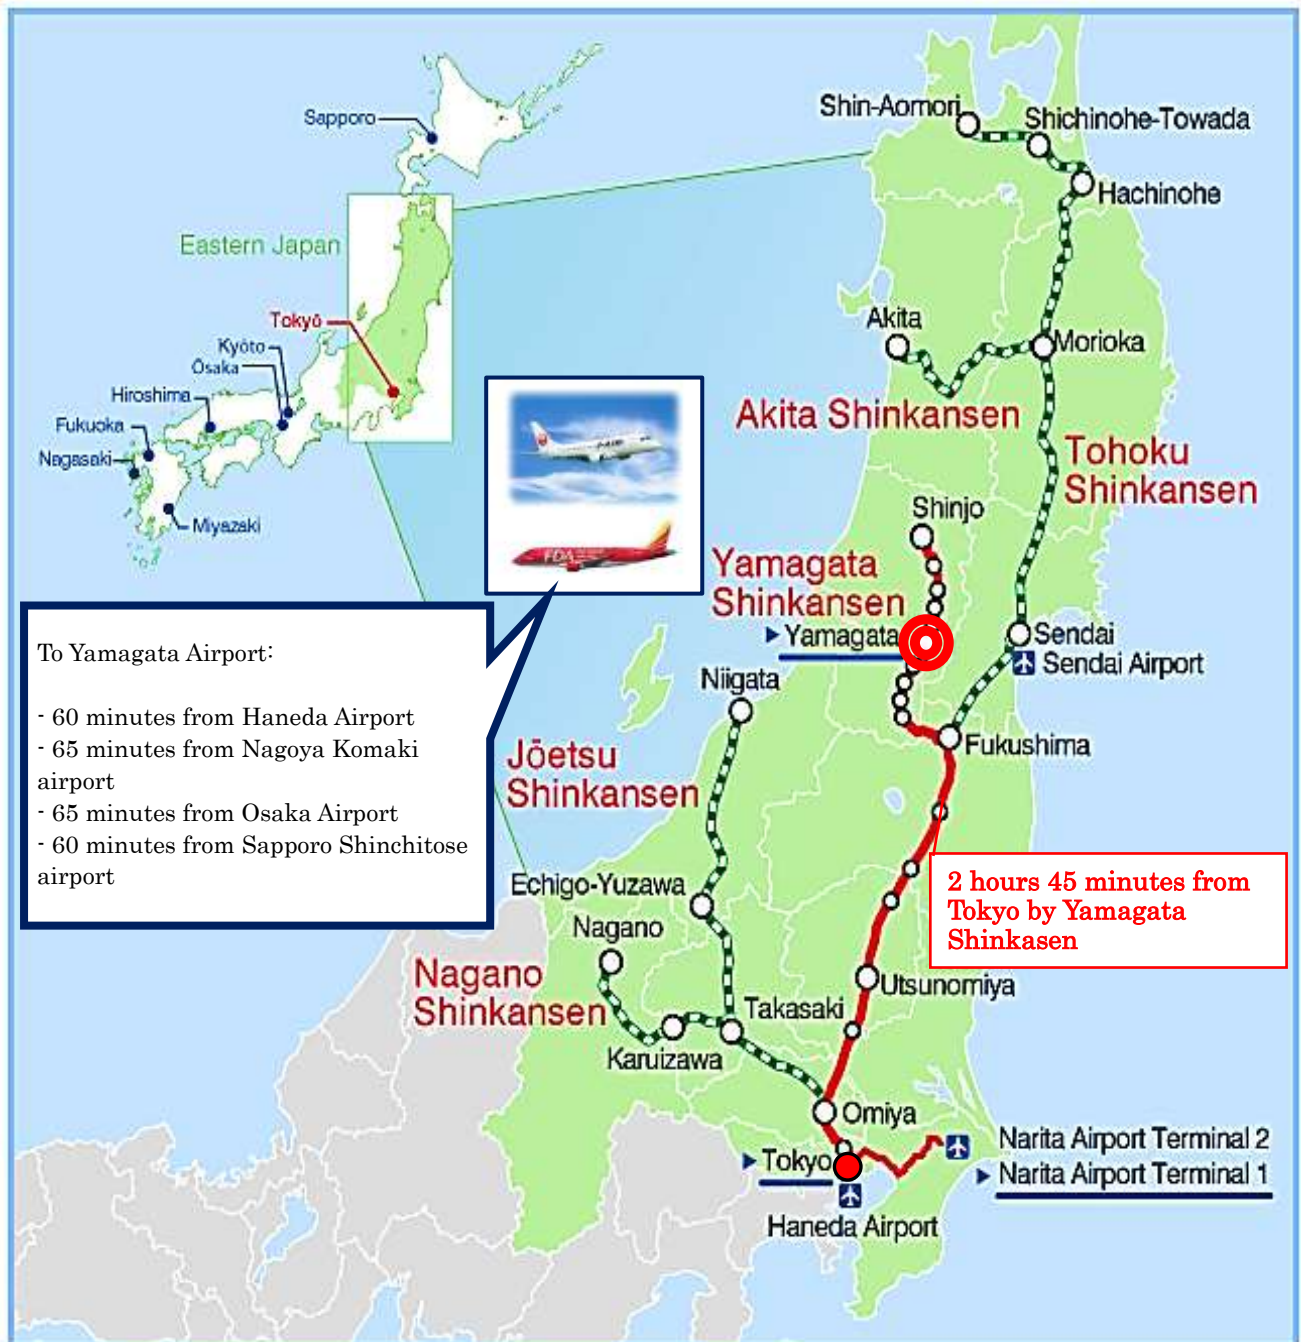 Sapporo
Eastern Japan
Tokyō
Kyōto
Ōsaka
Hiroshima
Fukuoka
Nagasaki
Miyazaki
Shin-Aomori
Shichinohe-Towada
Hachinohe
Akita
Morioka
Akita Shinkansen
Tohoku
Shinkansen
FDA
Shinjo
Yamagata
Shinkansen
Yamagata
Sendai
Sendai Airport
Niigata
Fukushima
Jōetsu
Shinkansen
To Yamagata Airport:
- 60 minutes from Haneda Airport
- 65 minutes from Nagoya Komaki
airport
- 65 minutes from Osaka Airport
- 60 minutes from Sapporo Shinchitose
airport
2 hours 45 minutes from
Tokyo by Yamagata
Shinkasen
Echigo-Yuzawa
Nagano
Nagano
Shinkansen
Utsunomiya
Takasaki
Karuizawa
Omiya
Tokyo
Narita Airport Terminal 2
Narita Airport Terminal 1
Haneda Airport